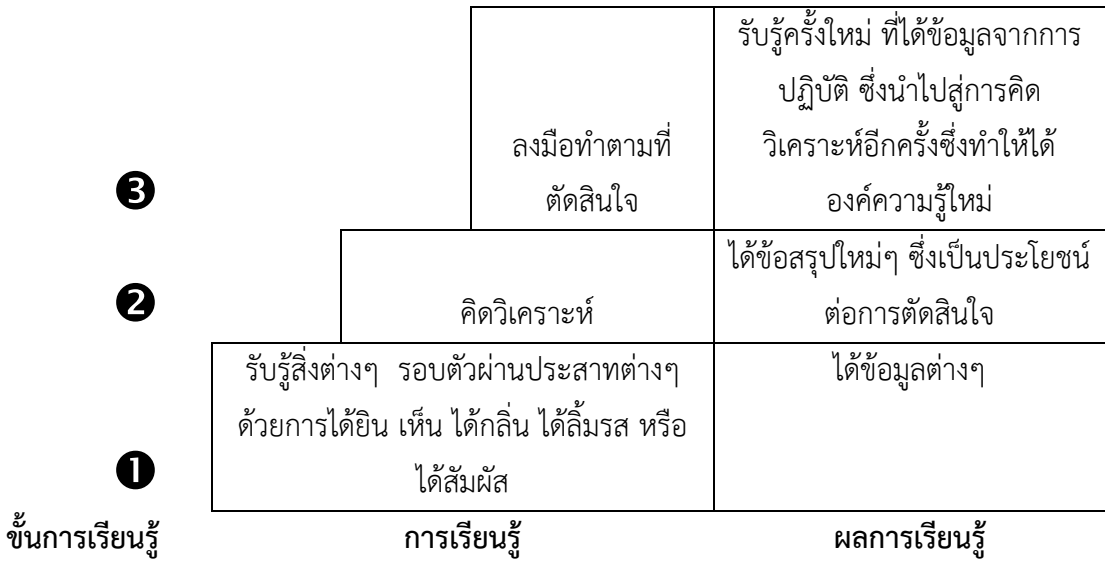 รับรู้ครั้งใหม่ ที่ได้ข้อมูลจากการ
ปฏิบัติ ซึ่งนำไปสู่การคิด
วิเคราะห์อีกครั้งซึ่งทำให้ได้
องค์ความรู้ใหม่
ลงมือทำตามที่
ตัดสินใจ
❸
ได้ข้อสรุปใหม่ๆ ซึ่งเป็นประโยชน์
ต่อการตัดสินใจ
คิดวิเคราะห์
❷
รับรู้สิ่งต่างๆ รอบตัวผ่านประสาทต่างๆ
ด้วยการได้ยิน เห็น ได้กลิ่น ได้ลิ้มรส หรือ
ได้สัมผัส
ได้ข้อมูลต่างๆ
❶
ขั้นการเรียนรู้
การเรียนรู้
ผลการเรียนรู้